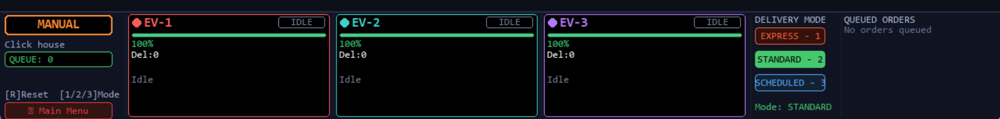 MANUAL
Click house
QUEUE: 0
[R]Reset [1/2/3]Mode
Main Menu
EV-1 IDLE
100%
Del:0
Idle
EV-2 IDLE
100%
Del:0
Idle
EV-3 IDLE
100%
Del:0
Idle
DELIVERY MODE
EXPRESS - 1
STANDARD - 2
SCHEDULED - 3
Mode: STANDARD
QUEUED ORDERS
No orders queued